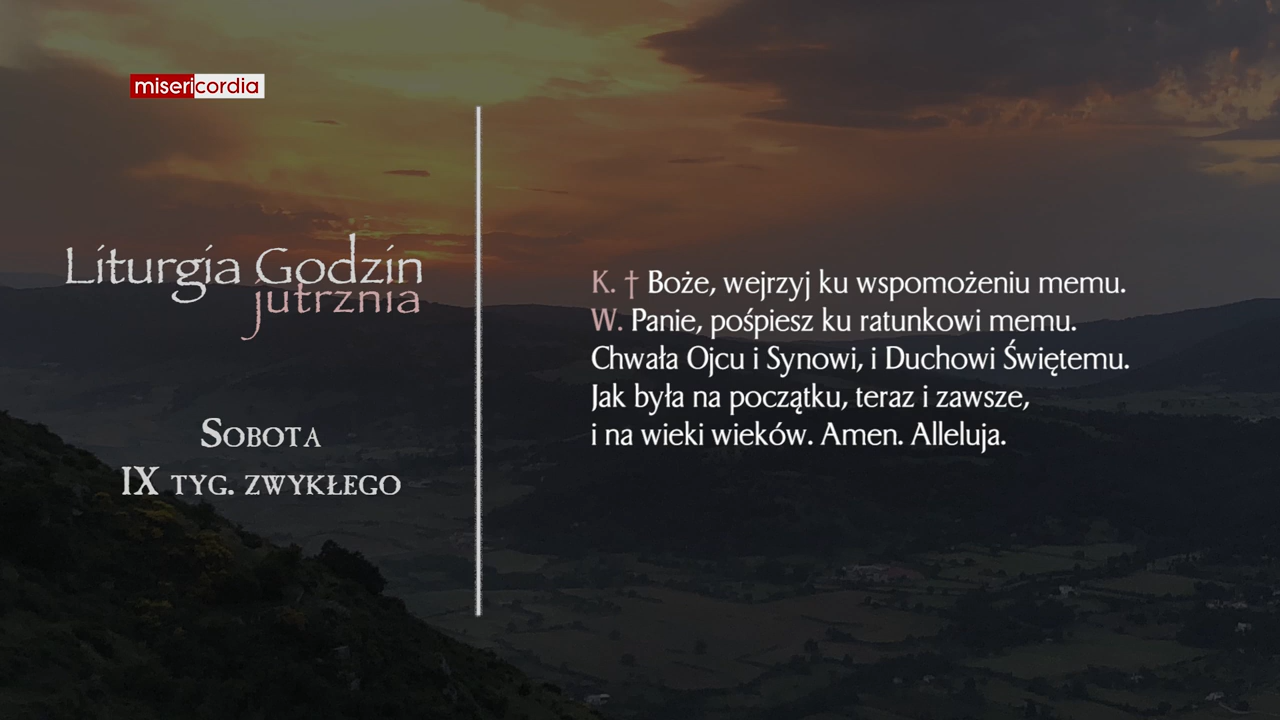 misericordia
Liturgia Godzin
jutrznia
Sobota
IX tyg. zwykłego
K. † Boże, wejrzyj ku wspomożeniu memu.
W. Panie, pośpiesz ku ratunkowi memu.
Chwała Ojcu i Synowi, i Duchowi Świętemu.
Jak była na początku, teraz i zawsze,
i na wieki wieków. Amen. Alleluja.